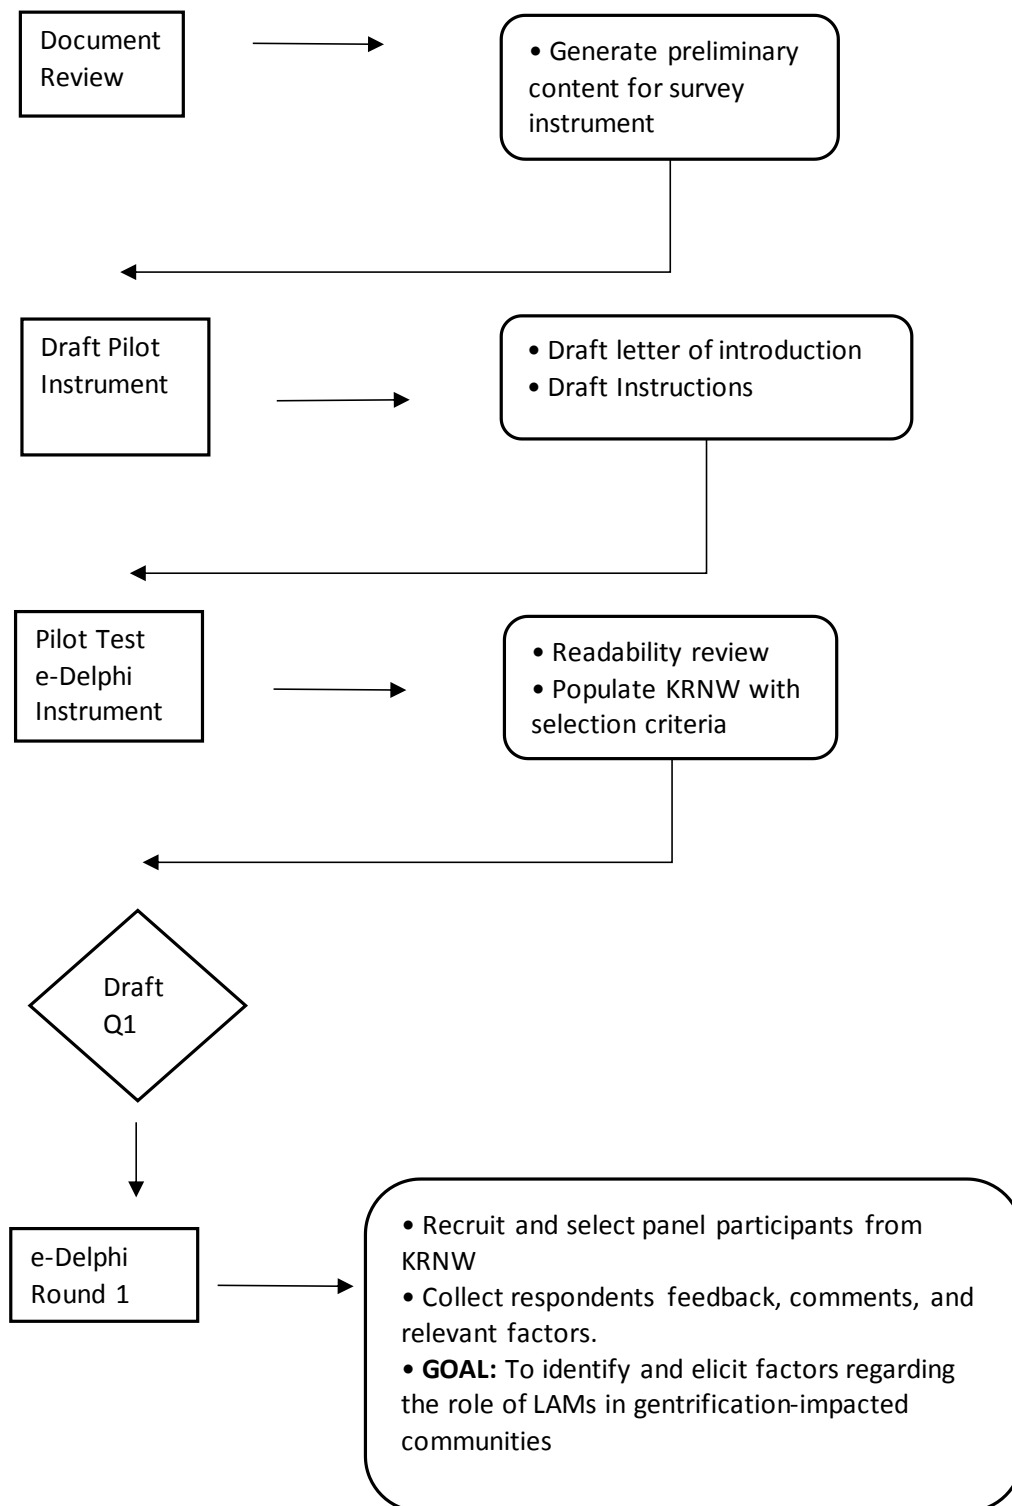 Document
Review
• Generate preliminary
content for survey
instrument
Draft Pilot
Instrument
• Draft letter of introduction
• Draft Instructions
Pilot Test
e-Delphi
Instrument
• Readability review
• Populate KRNW with
selection criteria
Draft
Q1
e-Delphi
Round 1
• Recruit and select panel participants from
KRNW
• Collect respondents feedback, comments, and
relevant factors.
• GOAL: To identify and elicit factors regarding
the role of LAMs in gentrification-impacted
communities